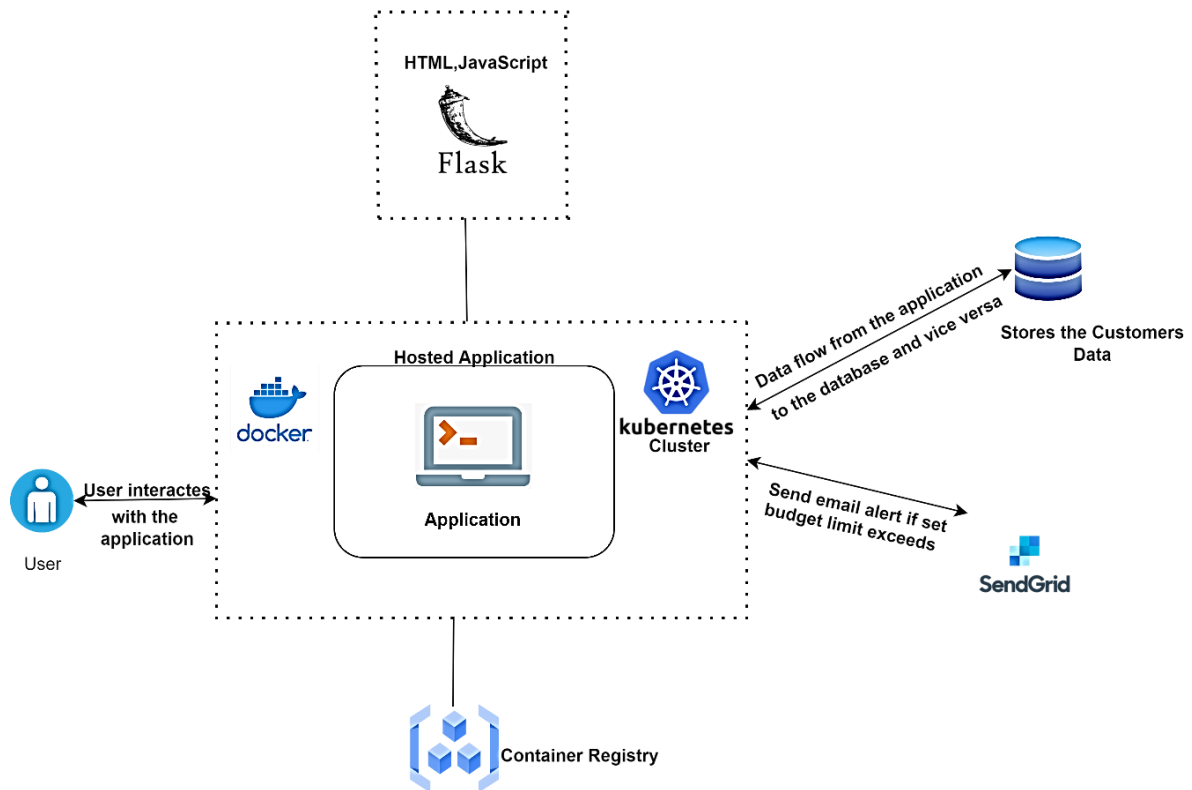 HTML,JavaScript
Flask
Hosted Application
docker
kubernetes
Cluster
Application
User interactes
with the
application
User
Data flow from the application
to the database and vice versa
Stores the Customers
Data
Send email alert if set
budget limit exceeds
SendGrid
Container Registry